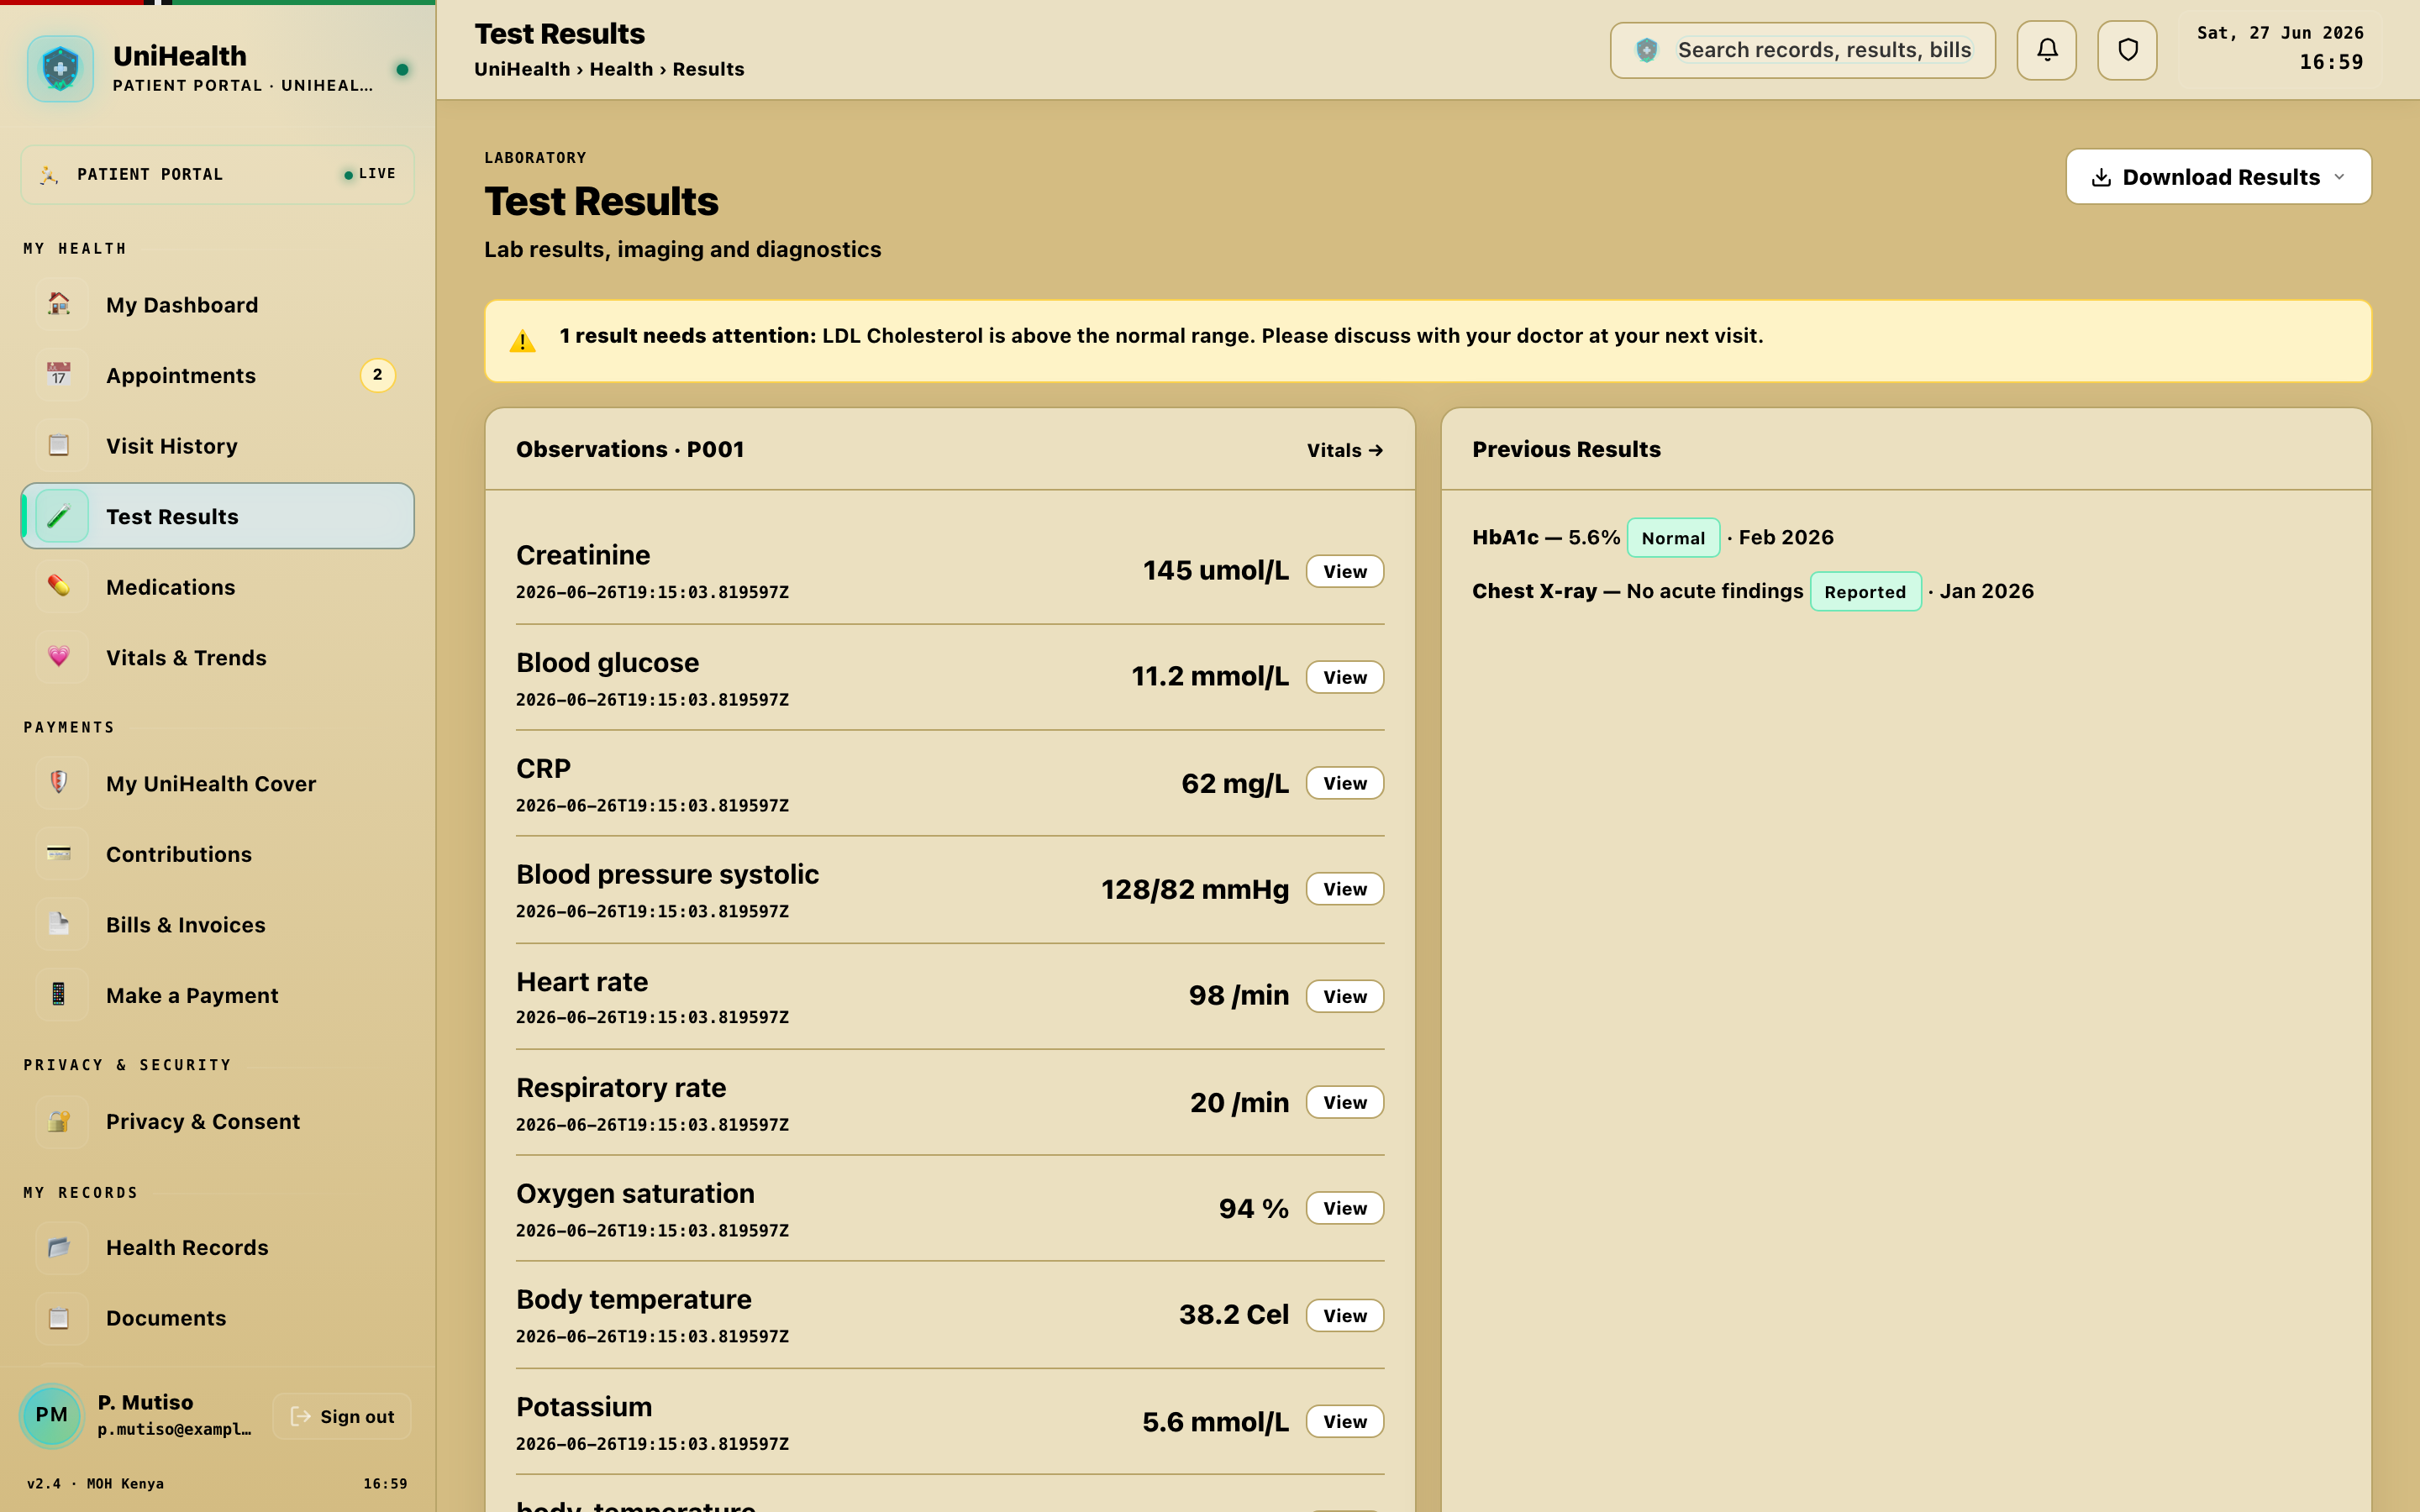 UniHealth
PATIENT PORTAL · UNIHEAL…
PATIENT PORTAL
LIVE
MY HEALTH
My Dashboard
Appointments
2
Visit History
Test Results
Medications
Vitals & Trends
PAYMENTS
My UniHealth Cover
Contributions
Bills & Invoices
Make a Payment
PRIVACY & SECURITY
Privacy & Consent
MY RECORDS
Health Records
Documents
PM
P. Mutiso
p.mutiso@exampl…
Sign out
v2.4 · MOH Kenya
16:59
Test Results
UniHealth › Health › Results
Search records, results, bills
Sat, 27 Jun 2026
16:59
LABORATORY
Test Results
Lab results, imaging and diagnostics
Download Results
1 result needs attention: LDL Cholesterol is above the normal range. Please discuss with your doctor at your next visit.
Observations · P001
Vitals →
Creatinine
2026-06-26T19:15:03.819597Z
145 umol/L
View
Blood glucose
2026-06-26T19:15:03.819597Z
11.2 mmol/L
View
CRP
2026-06-26T19:15:03.819597Z
62 mg/L
View
Blood pressure systolic
2026-06-26T19:15:03.819597Z
128/82 mmHg
View
Heart rate
2026-06-26T19:15:03.819597Z
98 /min
View
Respiratory rate
2026-06-26T19:15:03.819597Z
20 /min
View
Oxygen saturation
2026-06-26T19:15:03.819597Z
94 %
View
Body temperature
2026-06-26T19:15:03.819597Z
38.2 Cel
View
Potassium
2026-06-26T19:15:03.819597Z
5.6 mmol/L
View
Previous Results
HbA1c — 5.6% Normal · Feb 2026
Chest X-ray — No acute findings Reported · Jan 2026